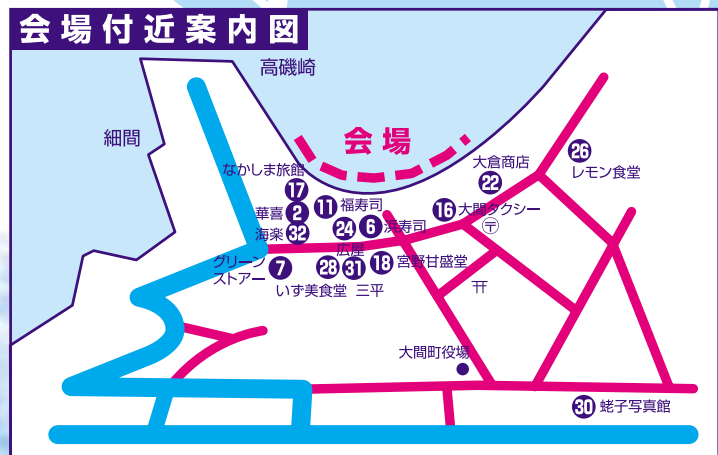 会場付近案内図
高磯崎
細間
会場
なかしま旅館
17
大倉商店
22
26
レモン食堂
華喜
2
11
福寿司
16
大間タクシー
〒
海楽
32
24
6
浜寿司
広屋
グリーン
ストアー
7
28
31
18
宮野甘盛堂
いず美食堂
三平
大間町役場
30
蛯子写真館